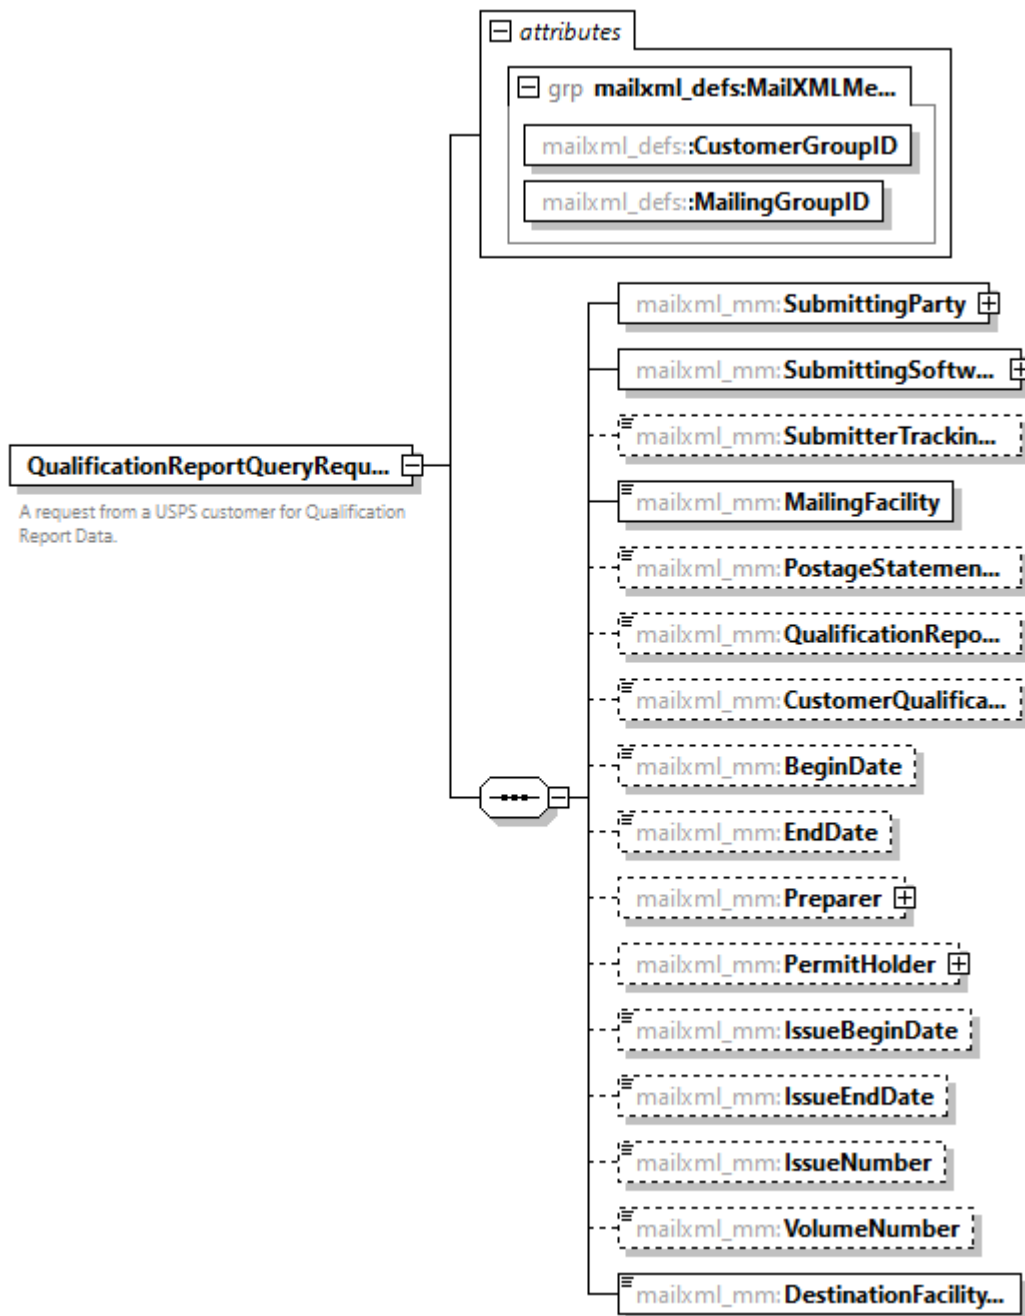 attributes
grp mailxml_defs:MailXMLMe...
mailxml_defs::CustomerGroupID
mailxml_defs::MailingGroupID
mailxml_mm:SubmittingParty
mailxml_mm:SubmittingSoftw...
mailxml_mm:SubmitterTrackin...
QualificationReportQueryRequ...
A request from a USPS customer for Qualification
Report Data.
mailxml_mm:MailingFacility
mailxml_mm:PostageStatemen...
mailxml_mm:QualificationRepo...
mailxml_mm:CustomerQualifica...
mailxml_mm:BeginDate
mailxml_mm:EndDate
mailxml_mm:Preparer
mailxml_mm:PermitHolder
mailxml_mm:IssueBeginDate
mailxml_mm:IssueEndDate
mailxml_mm:IssueNumber
mailxml_mm:VolumeNumber
mailxml_mm:DestinationFacility...